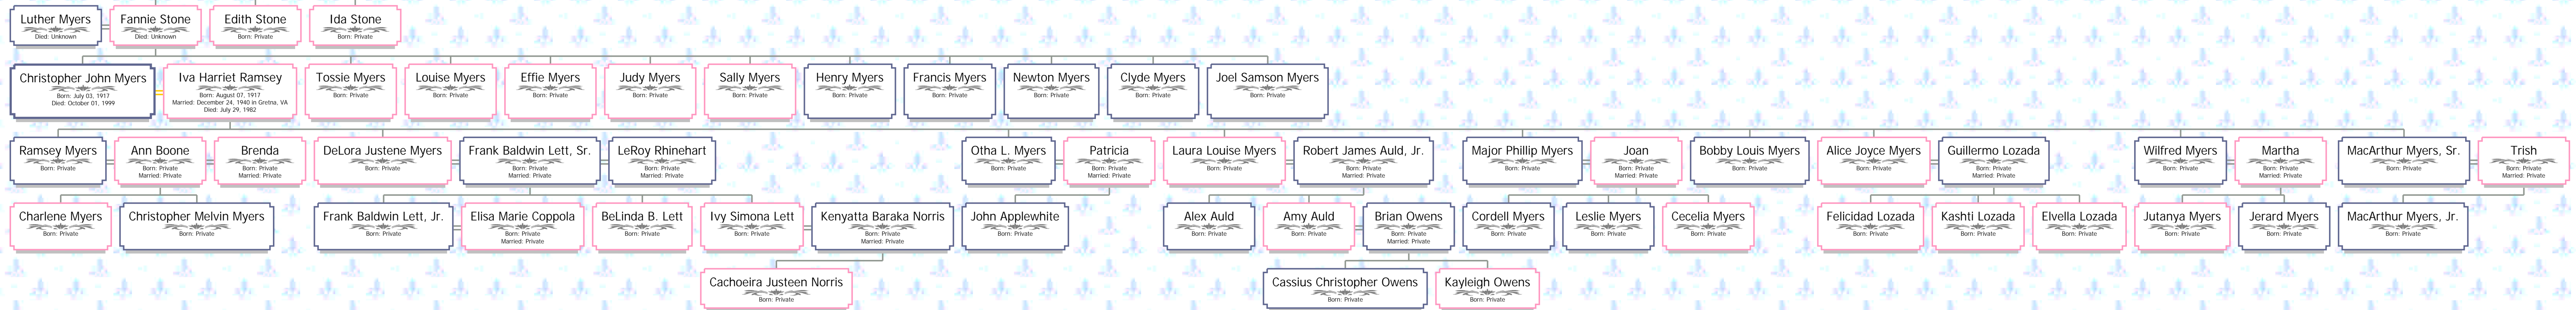 Luther Myers
Died: Unknown
Fannie Stone
Died: Unknown
Edith Stone
Born: Private
Ida Stone
Born: Private
Christopher John Myers
Born: July 03, 1917
Died: October 01, 1999
Iva Harriet Ramsey
Born: August 07, 1917
Married: December 24, 1940 in Gretna, VA
Died: July 29, 1982
Tossie Myers
Born: Private
Louise Myers
Born: Private
Effie Myers
Born: Private
Judy Myers
Born: Private
Sally Myers
Born: Private
Henry Myers
Born: Private
Francis Myers
Born: Private
Newton Myers
Born: Private
Clyde Myers
Born: Private
Joel Samson Myers
Born: Private
Ramsey Myers
Born: Private
Ann Boone
Born: Private
Married: Private
Brenda
Born: Private
Married: Private
DeLora Justene Myers
Born: Private
Frank Baldwin Lett, Sr.
Born: Private
Married: Private
LeRoy Rhinehart
Born: Private
Married: Private
Otha L. Myers
Born: Private
Patricia
Born: Private
Married: Private
Laura Louise Myers
Born: Private
Robert James Auld, Jr.
Born: Private
Married: Private
Major Phillip Myers
Born: Private
Joan
Born: Private
Married: Private
Bobby Louis Myers
Born: Private
Alice Joyce Myers
Born: Private
Guillermo Lozada
Born: Private
Married: Private
Wilfred Myers
Born: Private
Martha
Born: Private
Married: Private
MacArthur Myers, Sr.
Born: Private
Trish
Born: Private
Married: Private
Charlene Myers
Born: Private
Christopher Melvin Myers
Born: Private
Frank Baldwin Lett, Jr.
Born: Private
Elisa Marie Coppola
Born: Private
Married: Private
BeLinda B. Lett
Born: Private
Ivy Simona Lett
Born: Private
Kenyatta Baraka Norris
Born: Private
Married: Private
John Applewhite
Born: Private
Alex Auld
Born: Private
Amy Auld
Born: Private
Brian Owens
Born: Private
Married: Private
Cordell Myers
Born: Private
Leslie Myers
Born: Private
Cecelia Myers
Born: Private
Felicidad Lozada
Born: Private
Kashti Lozada
Born: Private
Elvella Lozada
Born: Private
Jutanya Myers
Born: Private
Jerard Myers
Born: Private
MacArthur Myers, Jr.
Born: Private
Cachoeira Justeen Norris
Born: Private
Cassius Christopher Owens
Born: Private
Kayleigh Owens
Born: Private